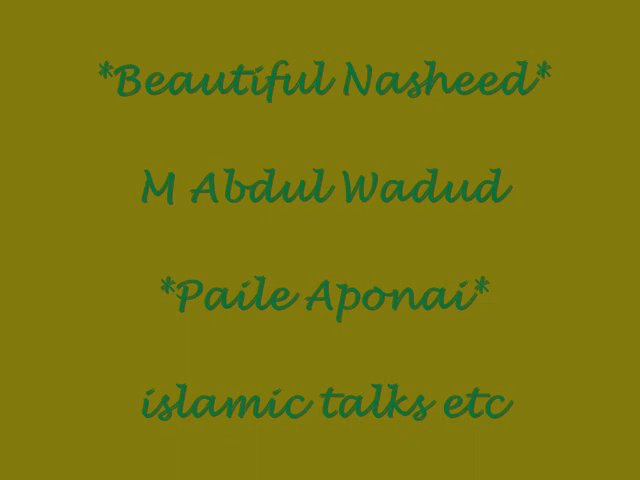 *Beautiful Nasheed*
M Abdul Wadud
*Paile Aponai*
islamic talks etc